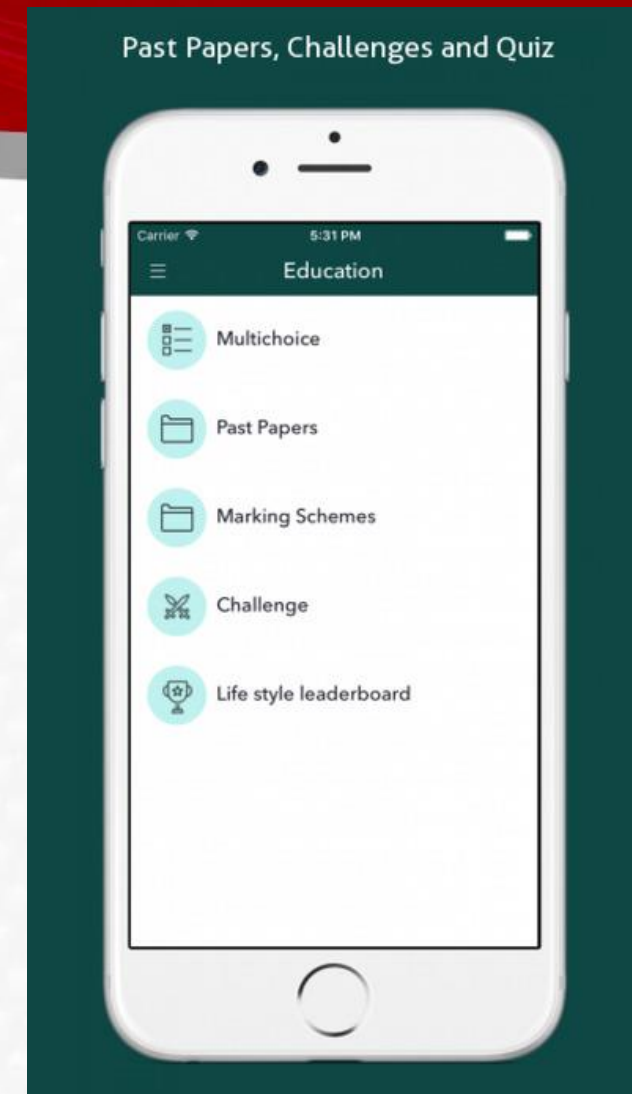 Past Papers, Challenges and Quiz
Carrier 5:31 PM
Education
Multichoice
Past Papers
Marking Schemes
Challenge
Life style leaderboard